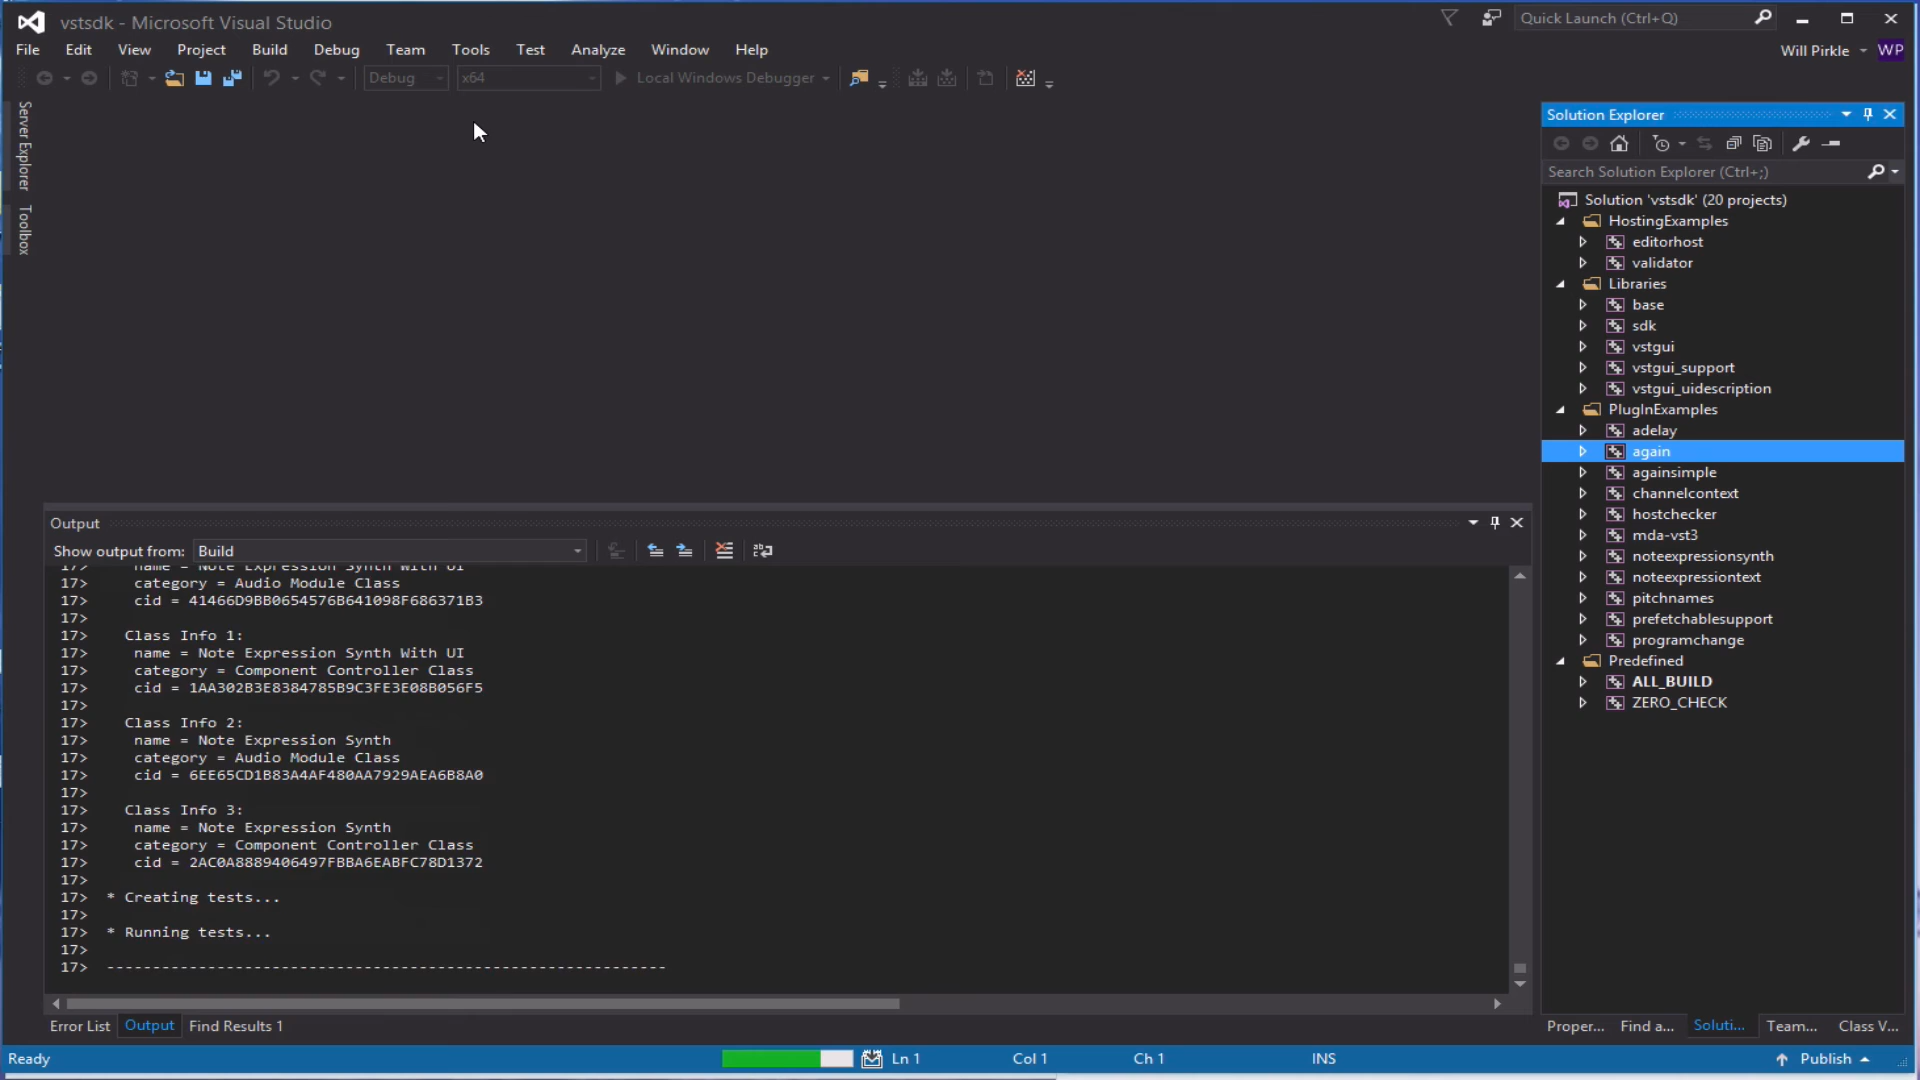 vstsdk - Microsoft Visual Studio
Quick Launch (Ctrl+Q)
File Edit View Project Build Debug Team Tools Test Analyze Window Help
Will Pirkle WP
Debug x64 Local Windows Debugger
Server Explorer
Toolbox
Solution Explorer
Search Solution Explorer (Ctrl+;)
Solution 'vstsdk' (20 projects)
HostingExamples
editorhost
validator
Libraries
base
sdk
vstgui
vstgui_support
vstgui_uidescription
PlugInExamples
adelay
again
againsimple
channelcontext
hostchecker
mda-vst3
noteexpressionsynth
noteexpressiontext
pitchnames
prefetchablesupport
programchange
Predefined
ALL_BUILD
ZERO_CHECK
Output
Show output from: Build
17> name = Note Expression Synth With UI
17> category = Audio Module Class
17> cid = 41466D9BB0654576B641098F686371B3
17>
17> Class Info 1:
17> name = Note Expression Synth With UI
17> category = Component Controller Class
17> cid = 1AA302B3E8384785B9C3FE3E08B056F5
17>
17> Class Info 2:
17> name = Note Expression Synth
17> category = Audio Module Class
17> cid = 6EE65CD1B83A4AF480AA7929AEA6B8A0
17>
17> Class Info 3:
17> name = Note Expression Synth
17> category = Component Controller Class
17> cid = 2AC0A8889406497FBBA6EABFC78D1372
17>
17> * Creating tests...
17>
17> * Running tests...
17>
17> -------------------------------------------------------------
Error List Output Find Results 1
Proper... Find a... Soluti... Team... Class V...
Ready Ln 1 Col 1 Ch 1 INS Publish